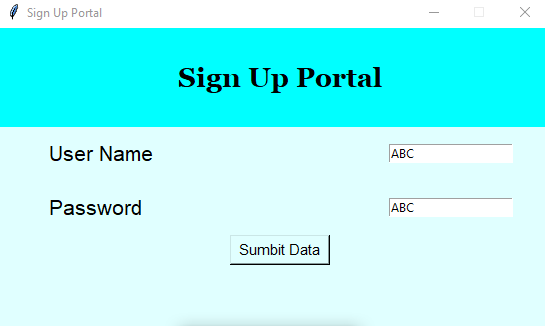 Sign Up Portal
Sign Up Portal
User Name ABC
Password ABC
Sumbit Data